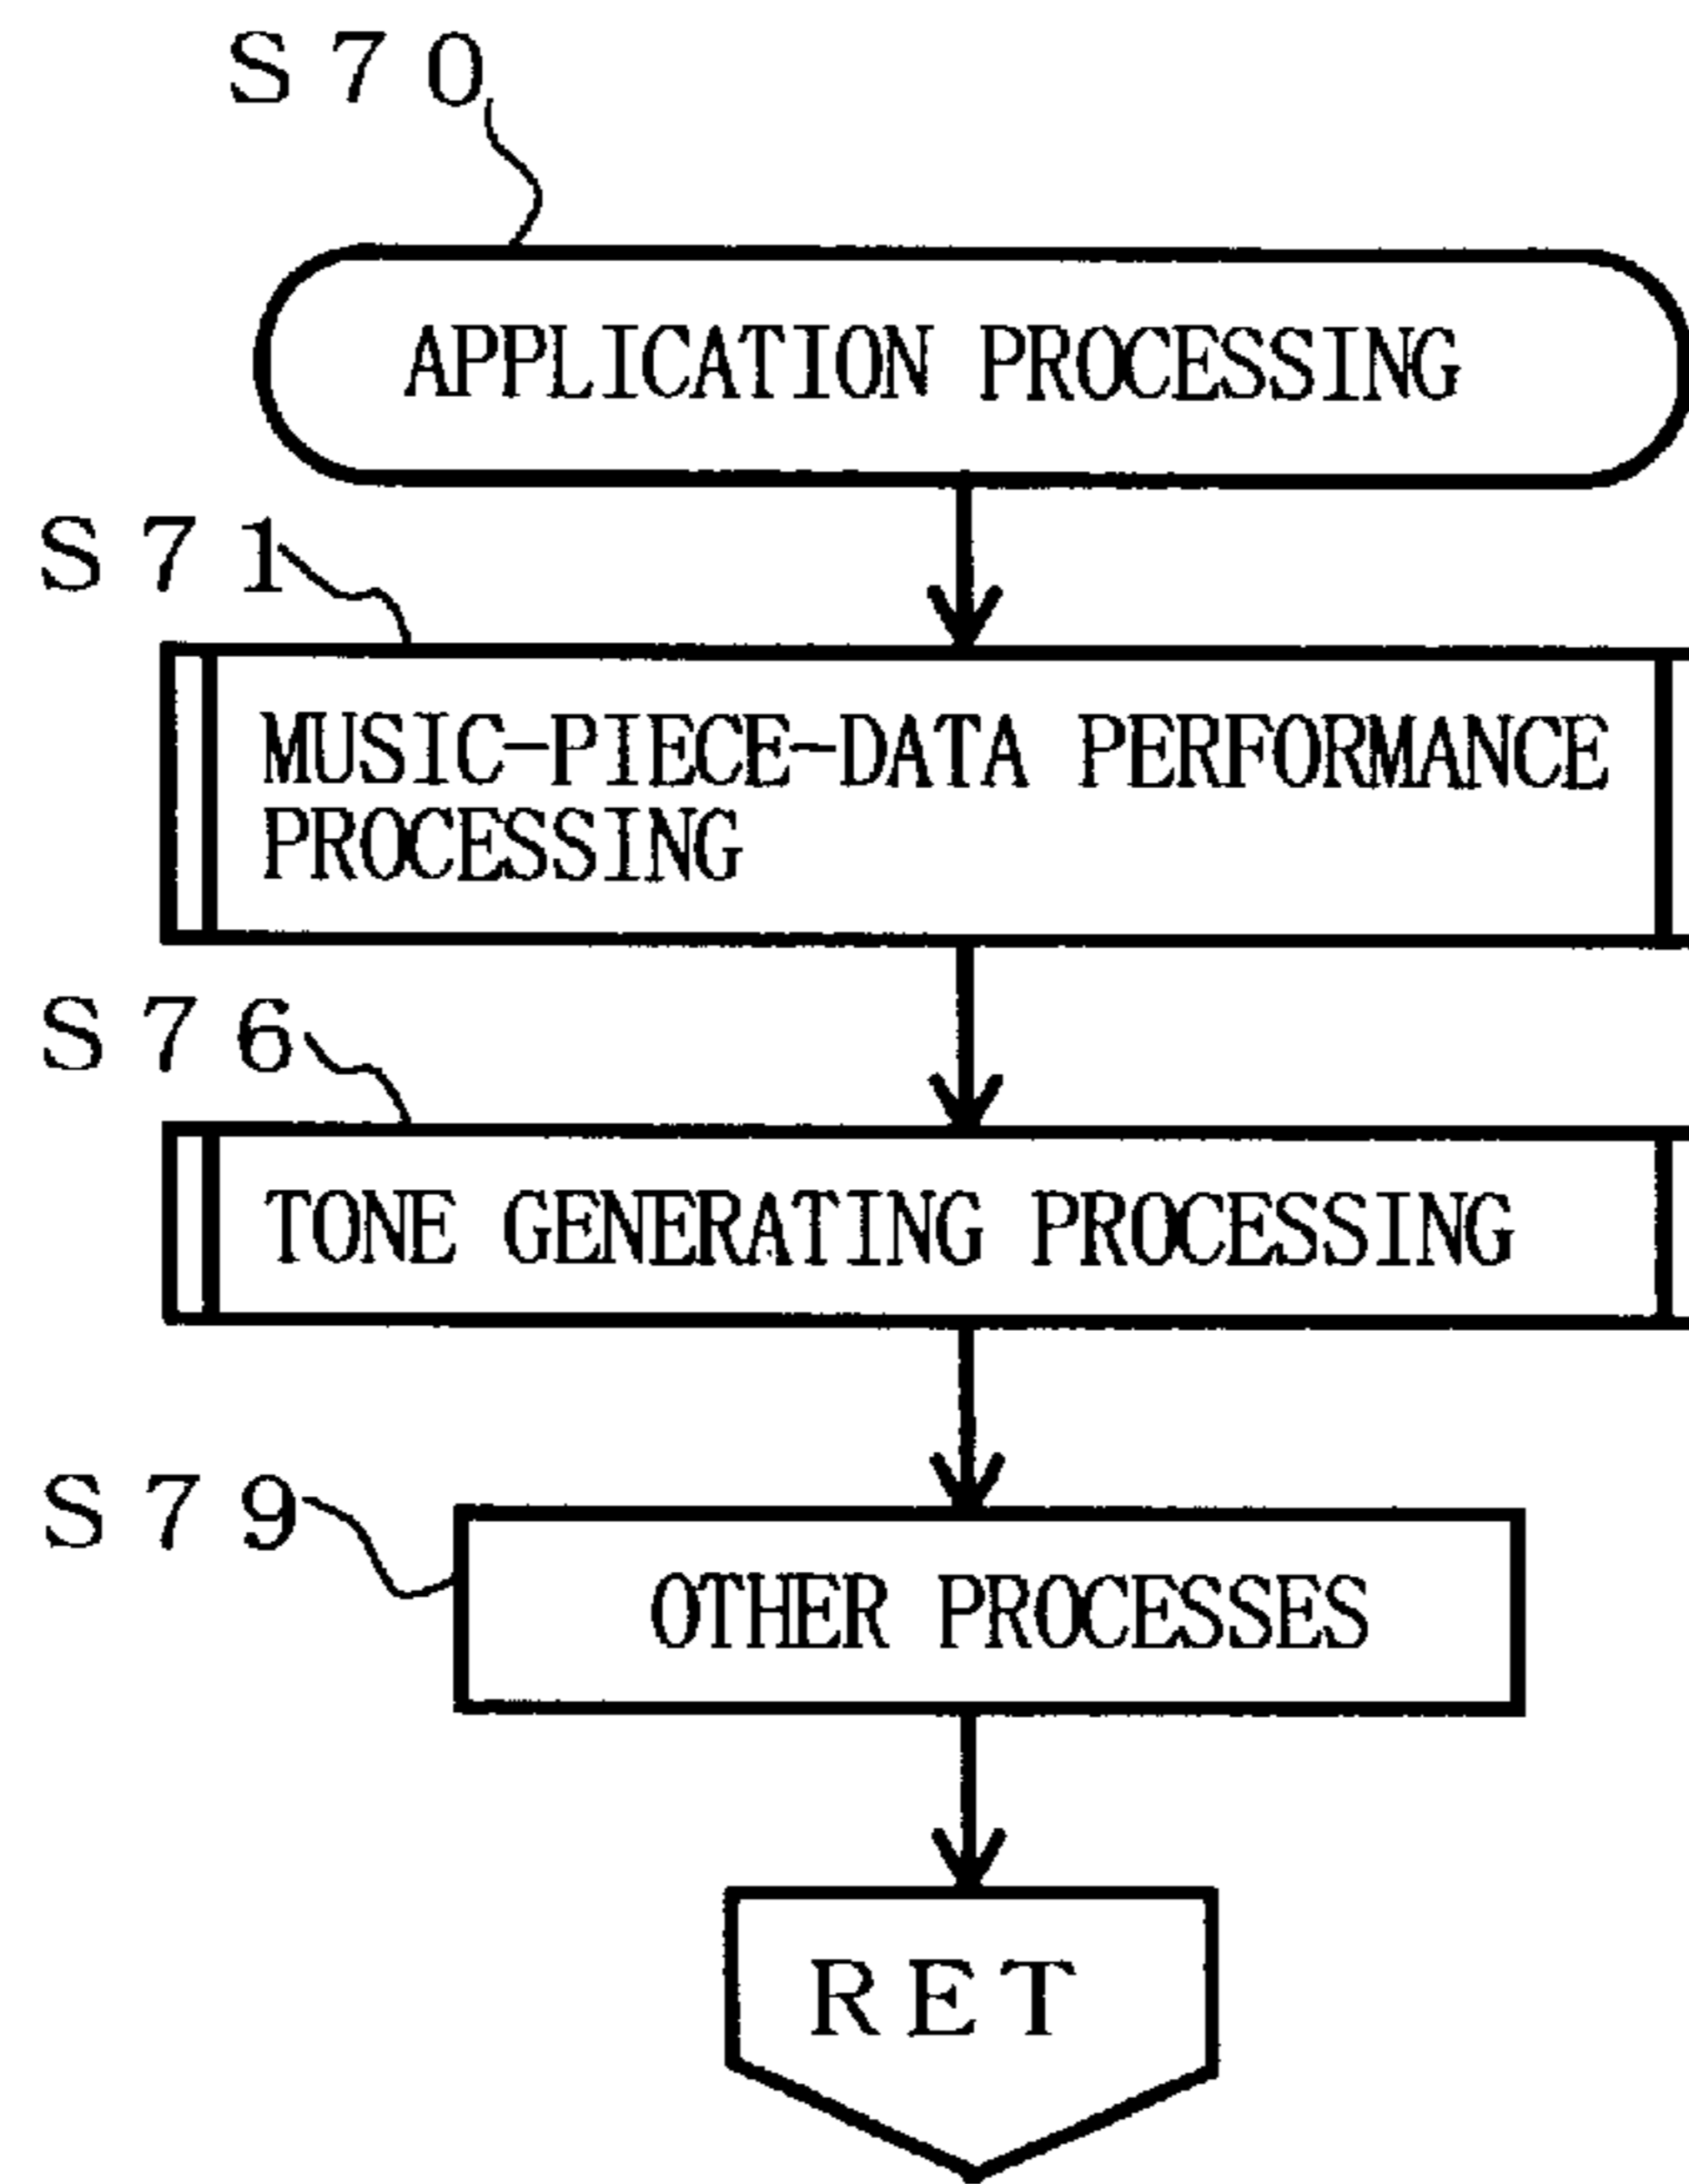 S70
APPLICATION PROCESSING
S71
MUSIC-PIECE-DATA PERFORMANCE
PROCESSING
S76
TONE GENERATING PROCESSING
S79
OTHER PROCESSES
RET